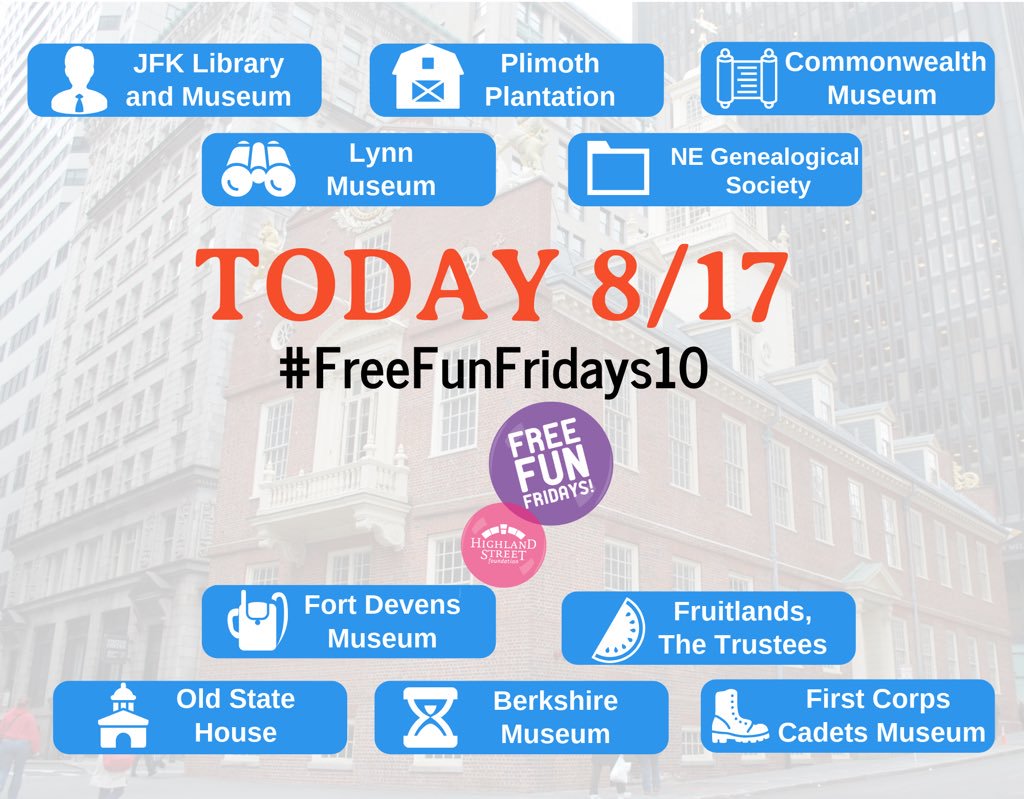 JFK Library
and Museum
Plimoth
Plantation
Commonwealth
Museum
Lynn
Museum
NE Genealogical
Society
TODAY 8/17
#FreeFunFridays10
FREE
FUN
FRIDAYS!
HIGHLAND
STREET
foundation
Fort Devens
Museum
Fruitlands,
The Trustees
Old State
House
Berkshire
Museum
First Corps
Cadets Museum